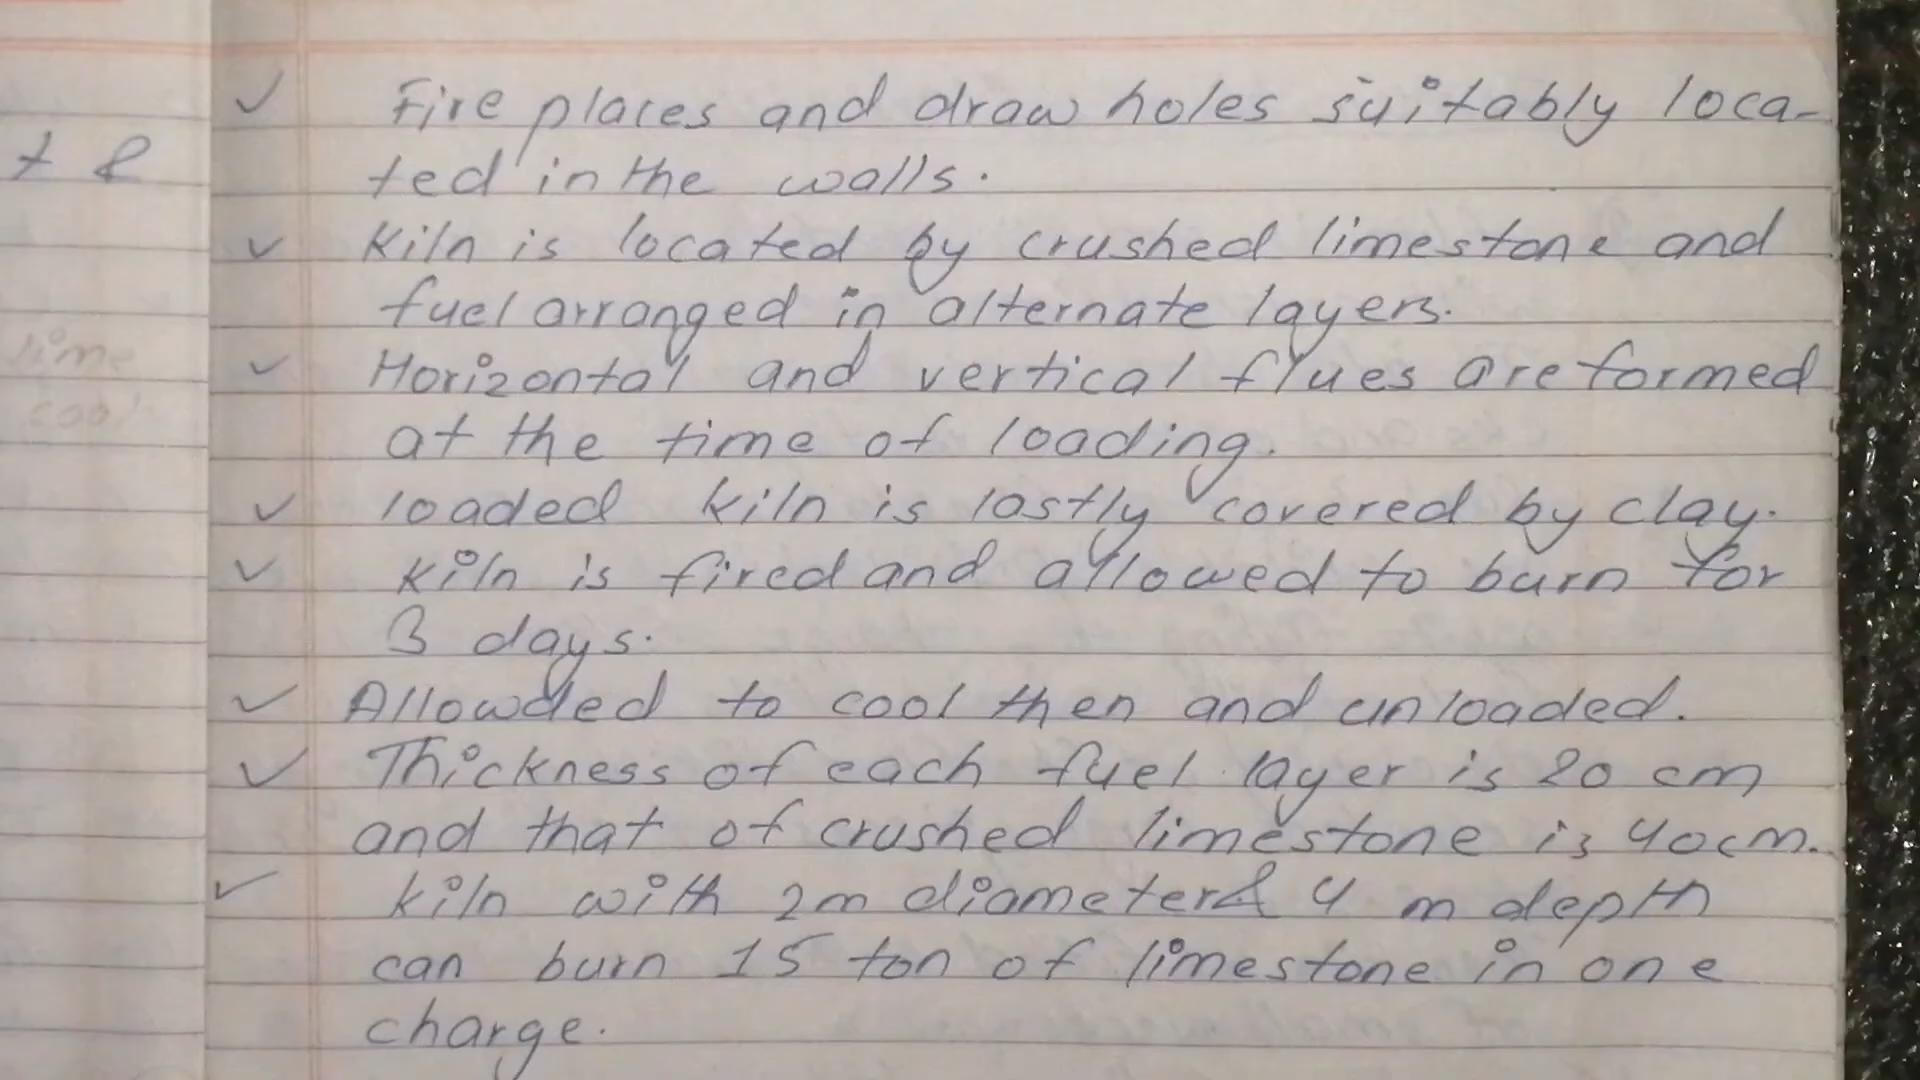 ✓ Fire places and draw holes suitably loca-
ted in the walls.
✓ Kiln is located by crushed limestone and
fuel arranged in alternate layers.
✓ Horizontal and vertical flues are formed
at the time of loading.
✓ loaded kiln is lastly covered by clay.
✓ Kiln is fired and allowed to burn for
3 days.
✓ Allowded to cool then and unloaded.
✓ Thickness of each fuel layer is 20 cm
and that of crushed limestone is 40cm.
✓ kiln with 2m diameter & 4 m depth
can burn 15 ton of limestone in one
charge.